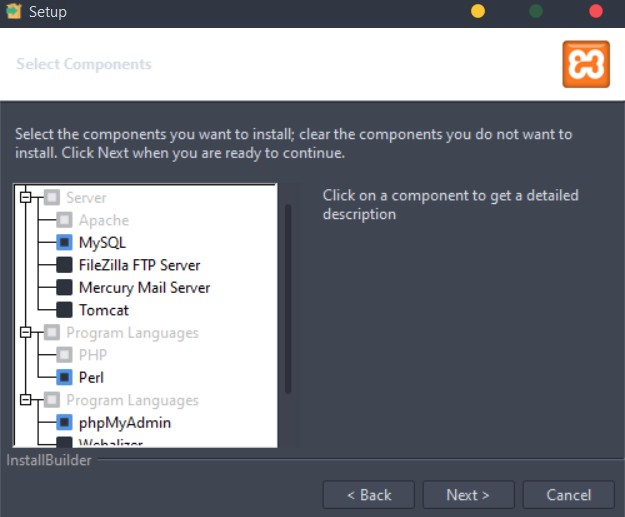 Setup
Select Components
Select the components you want to install; clear the components you do not want to
install. Click Next when you are ready to continue.
Server
Apache
MySQL
FileZilla FTP Server
Mercury Mail Server
Tomcat
Program Languages
PHP
Perl
Program Languages
phpMyAdmin
Webalizer
Click on a component to get a detailed
description
InstallBuilder
< Back
Next >
Cancel